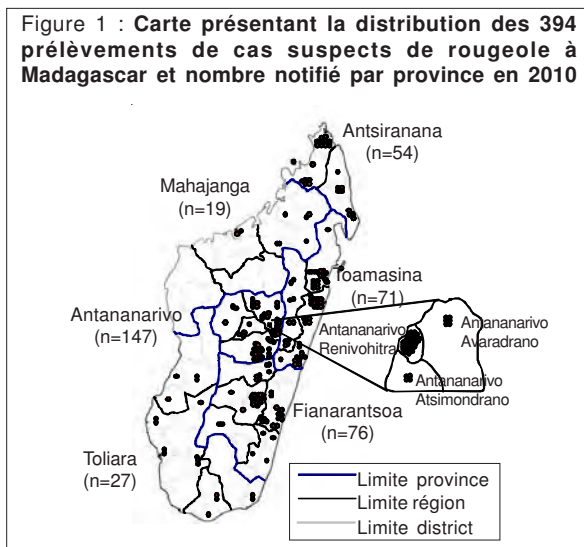 Figure 1 : Carte présentant la distribution des 394
prélèvements de cas suspects de rougeole à
Madagascar et nombre notifié par province en 2010
Antsiranana
(n=54)
Mahajanga
(n=19)
Toamasina
(n=71)
Antananarivo
(n=147)
Antananarivo
Renivohitra
Antananarivo
Avaradrano
Antananarivo
Atsimondrano
Fianarantsoa
(n=76)
Toliara
(n=27)
Limite province
Limite région
Limite district